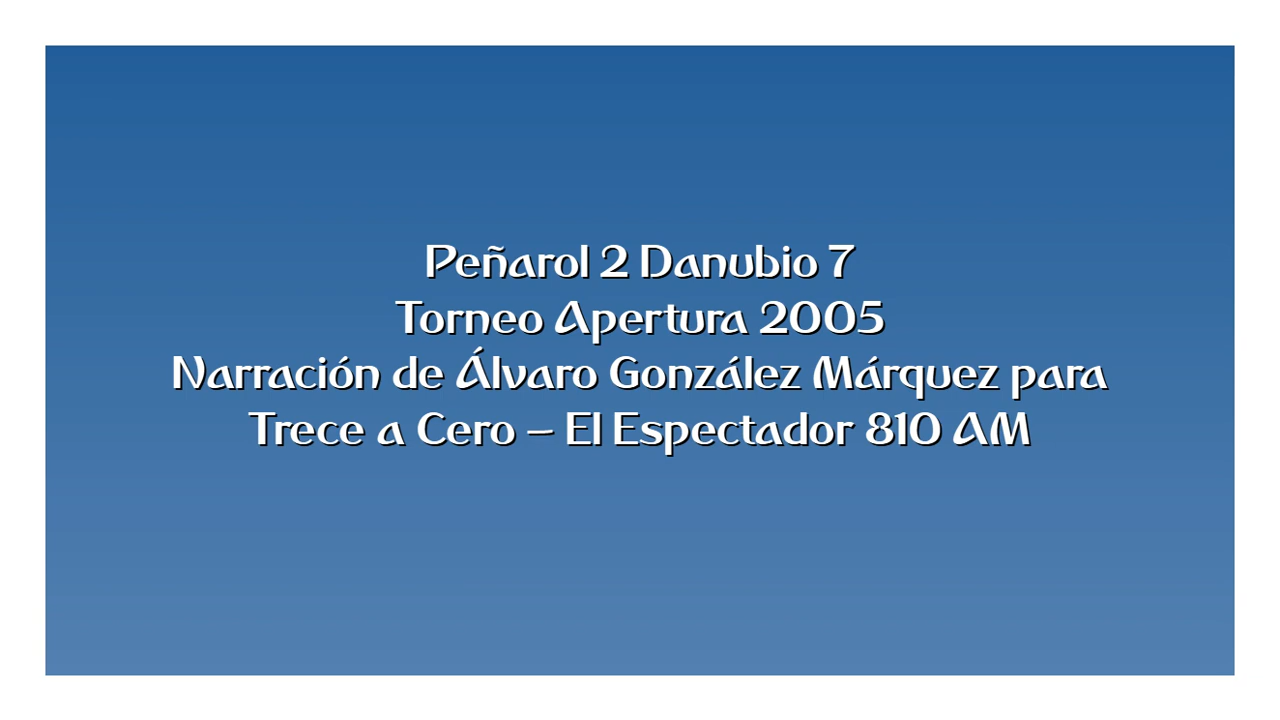 Peñarol 2 Danubio 7
Torneo Apertura 2005
Narración de Álvaro González Márquez para
Trece a Cero – El Espectador 810 AM